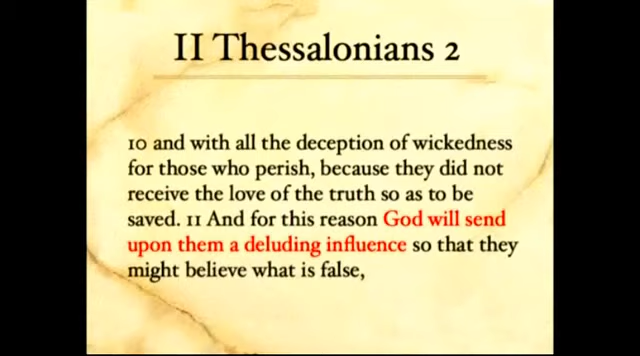 II Thessalonians 2
10 and with all the deception of wickedness
for those who perish, because they did not
receive the love of the truth so as to be
saved. 11 And for this reason God will send
upon them a deluding influence so that they
might believe what is false,